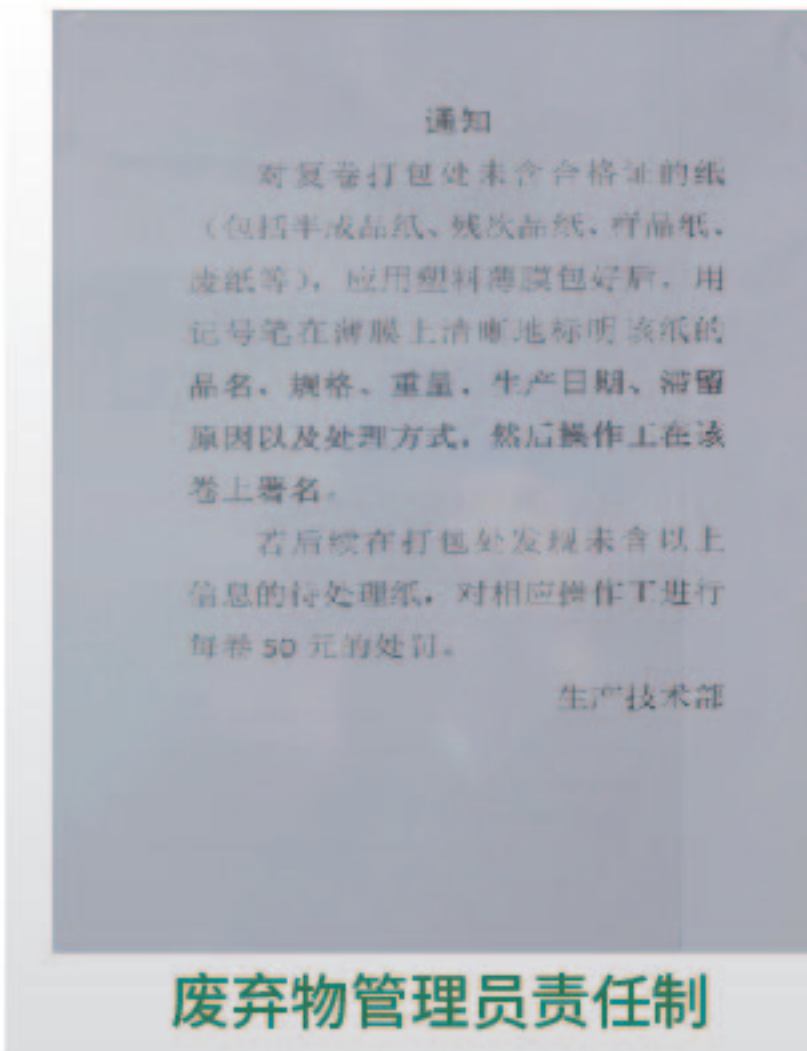 通知
对复卷打包处未含合格证的纸
（包括半成品纸、残次品纸、样品纸、
废纸等），应用塑料薄膜包好后，用
记号笔在薄膜上清晰地标明该纸的
品名、规格、重量、生产日期、滞留
原因以及处理方式，然后操作工在该
卷上署名。
若后续在打包处发现未含以上
信息的待处理纸，对相应操作工进行
每卷 50 元的处罚。
生产技术部
废弃物管理员责任制